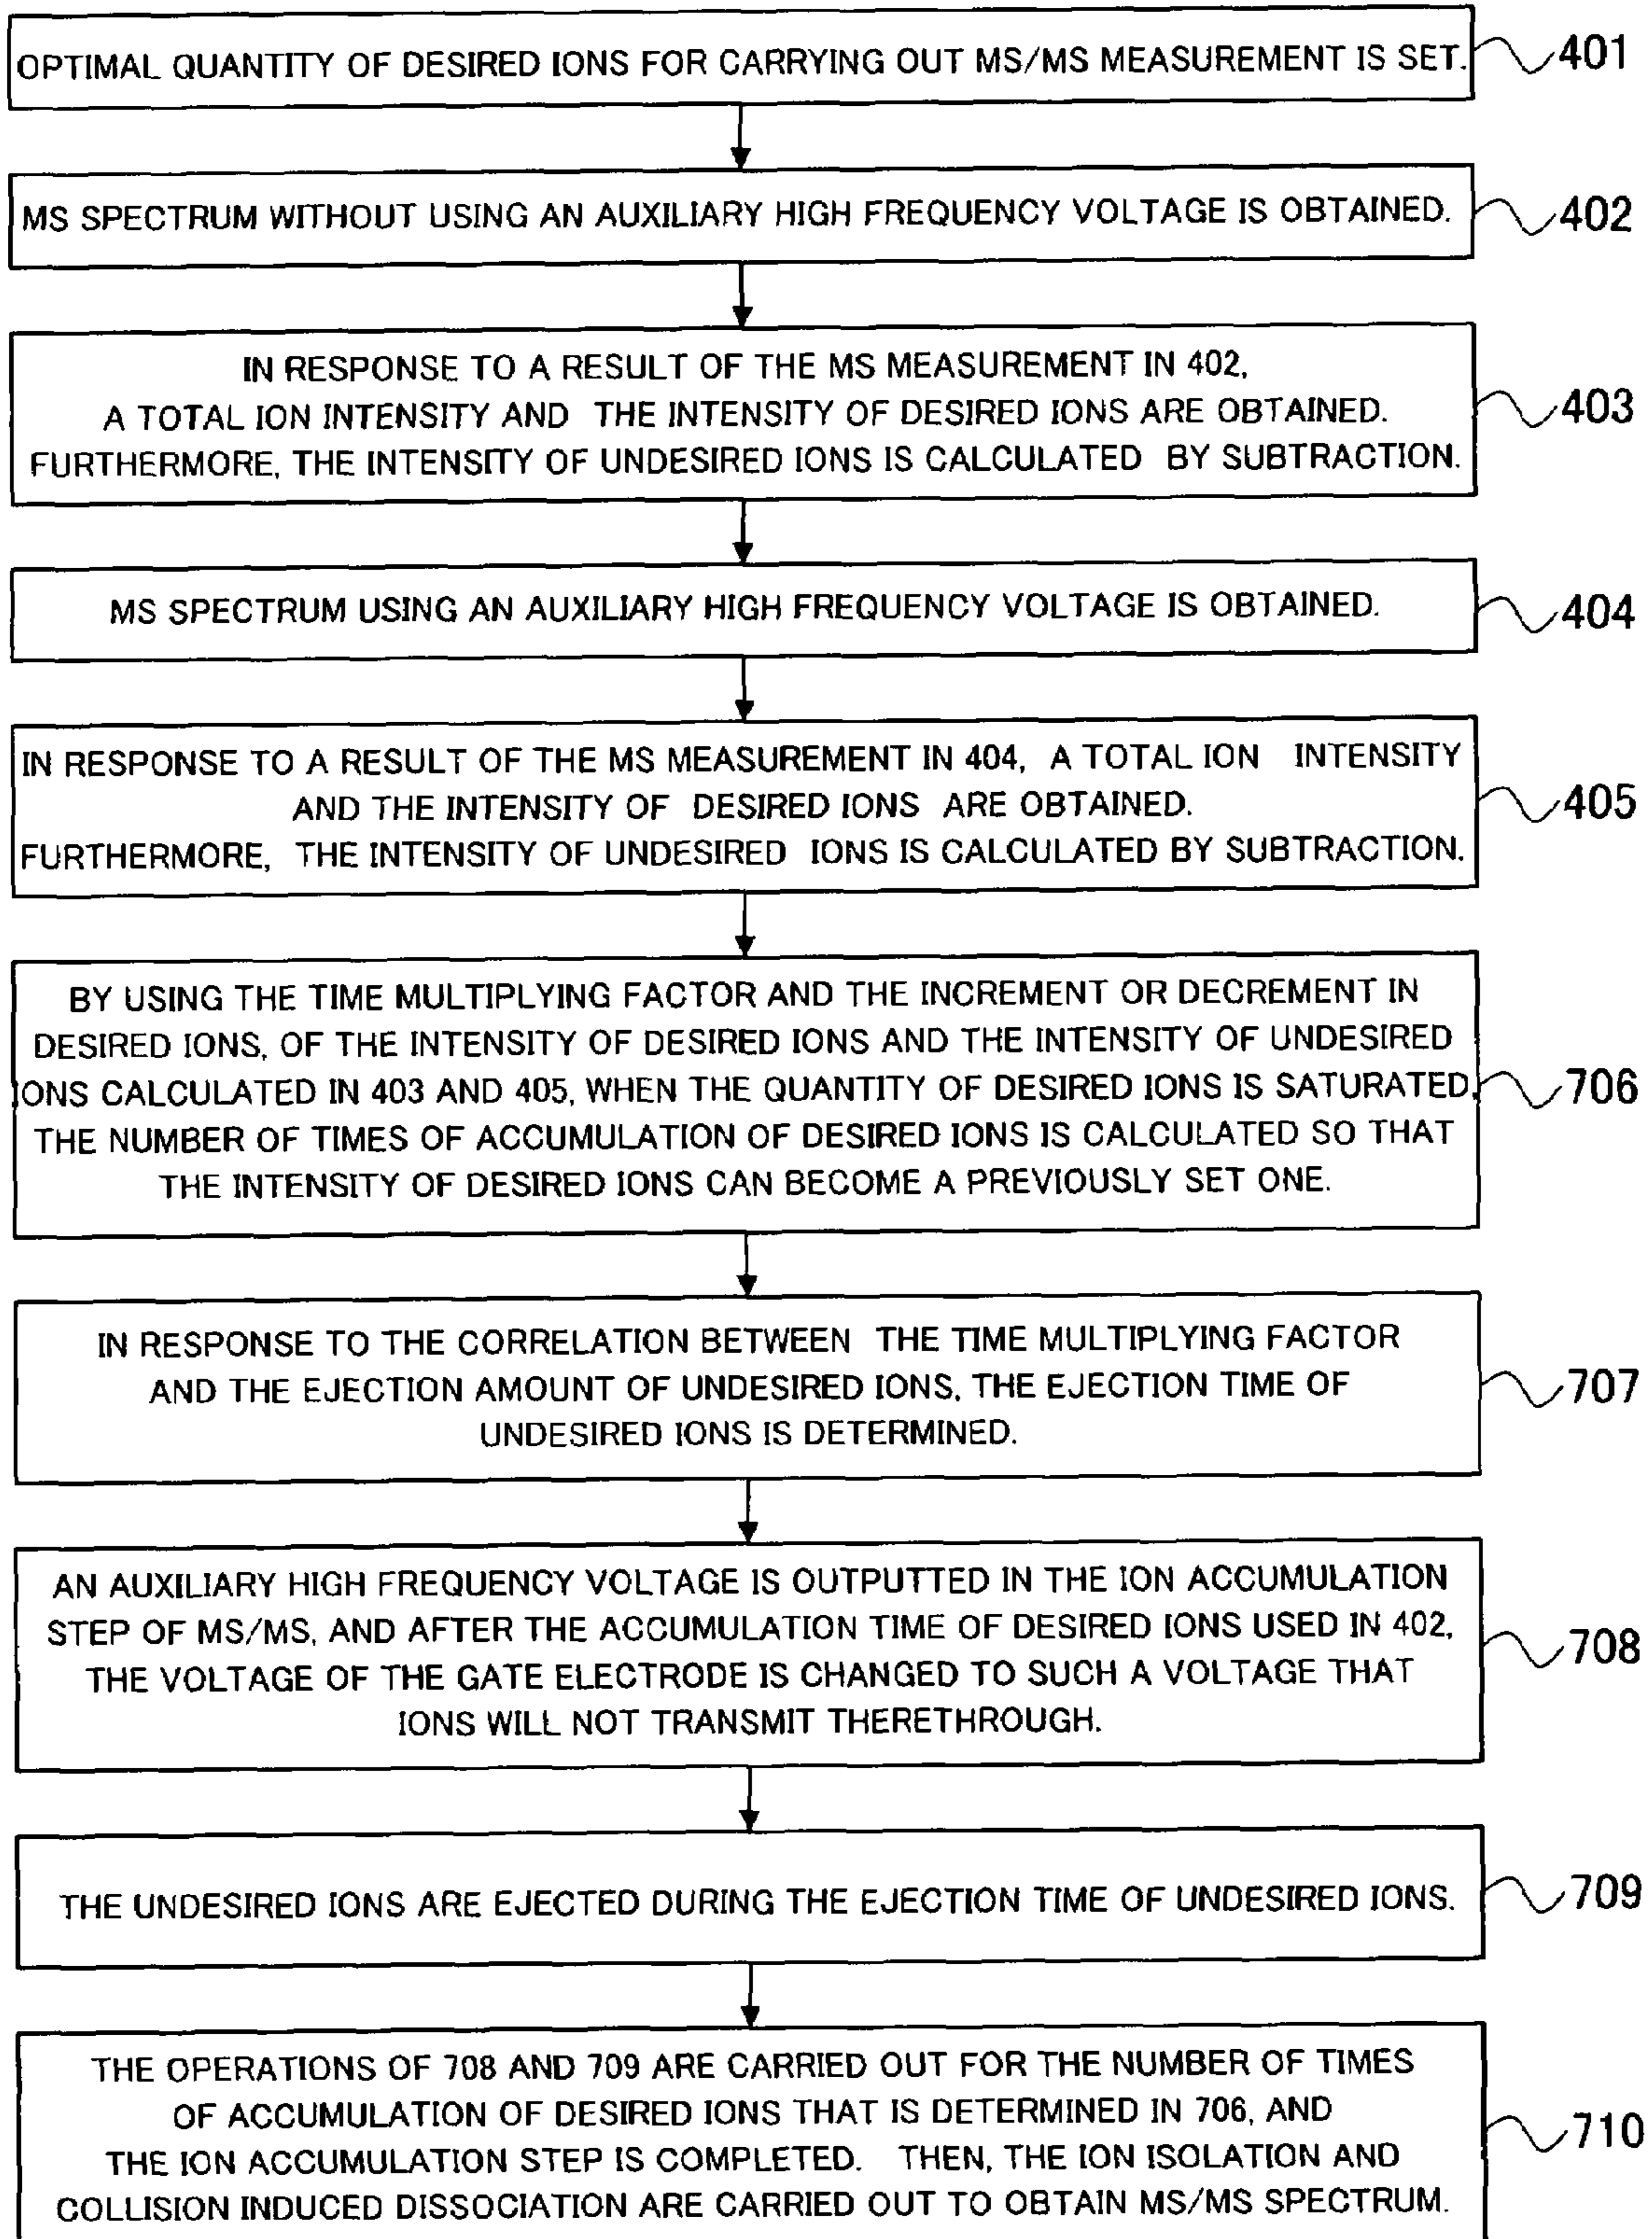 OPTIMAL QUANTITY OF DESIRED IONS FOR CARRYING OUT MS/MS MEASUREMENT IS SET.
401
MS SPECTRUM WITHOUT USING AN AUXILIARY HIGH FREQUENCY VOLTAGE IS OBTAINED.
402
IN RESPONSE TO A RESULT OF THE MS MEASUREMENT IN 402,
A TOTAL ION INTENSITY AND THE INTENSITY OF DESIRED IONS ARE OBTAINED.
FURTHERMORE, THE INTENSITY OF UNDESIRED IONS IS CALCULATED BY SUBTRACTION.
403
MS SPECTRUM USING AN AUXILIARY HIGH FREQUENCY VOLTAGE IS OBTAINED.
404
IN RESPONSE TO A RESULT OF THE MS MEASUREMENT IN 404, A TOTAL ION INTENSITY
AND THE INTENSITY OF DESIRED IONS ARE OBTAINED.
FURTHERMORE, THE INTENSITY OF UNDESIRED IONS IS CALCULATED BY SUBTRACTION.
405
BY USING THE TIME MULTIPLYING FACTOR AND THE INCREMENT OR DECREMENT IN
DESIRED IONS, OF THE INTENSITY OF DESIRED IONS AND THE INTENSITY OF UNDESIRED
IONS CALCULATED IN 403 AND 405, WHEN THE QUANTITY OF DESIRED IONS IS SATURATED,
THE NUMBER OF TIMES OF ACCUMULATION OF DESIRED IONS IS CALCULATED SO THAT
THE INTENSITY OF DESIRED IONS CAN BECOME A PREVIOUSLY SET ONE.
706
IN RESPONSE TO THE CORRELATION BETWEEN THE TIME MULTIPLYING FACTOR
AND THE EJECTION AMOUNT OF UNDESIRED IONS, THE EJECTION TIME OF
UNDESIRED IONS IS DETERMINED.
707
AN AUXILIARY HIGH FREQUENCY VOLTAGE IS OUTPUTTED IN THE ION ACCUMULATION
STEP OF MS/MS, AND AFTER THE ACCUMULATION TIME OF DESIRED IONS USED IN 402,
THE VOLTAGE OF THE GATE ELECTRODE IS CHANGED TO SUCH A VOLTAGE THAT
IONS WILL NOT TRANSMIT THERETHROUGH.
708
THE UNDESIRED IONS ARE EJECTED DURING THE EJECTION TIME OF UNDESIRED IONS.
709
THE OPERATIONS OF 708 AND 709 ARE CARRIED OUT FOR THE NUMBER OF TIMES
OF ACCUMULATION OF DESIRED IONS THAT IS DETERMINED IN 706, AND
THE ION ACCUMULATION STEP IS COMPLETED. THEN, THE ION ISOLATION AND
COLLISION INDUCED DISSOCIATION ARE CARRIED OUT TO OBTAIN MS/MS SPECTRUM.
710